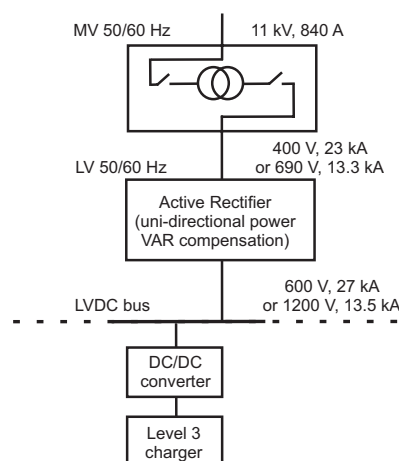 MV 50/60 Hz 11 kV, 840 A
400 V, 23 kA
LV 50/60 Hz or 690 V, 13.3 kA
Active Rectifier
(uni-directional power
VAR compensation)
600 V, 27 kA
LVDC bus or 1200 V, 13.5 kA
DC/DC
converter
Level 3
charger